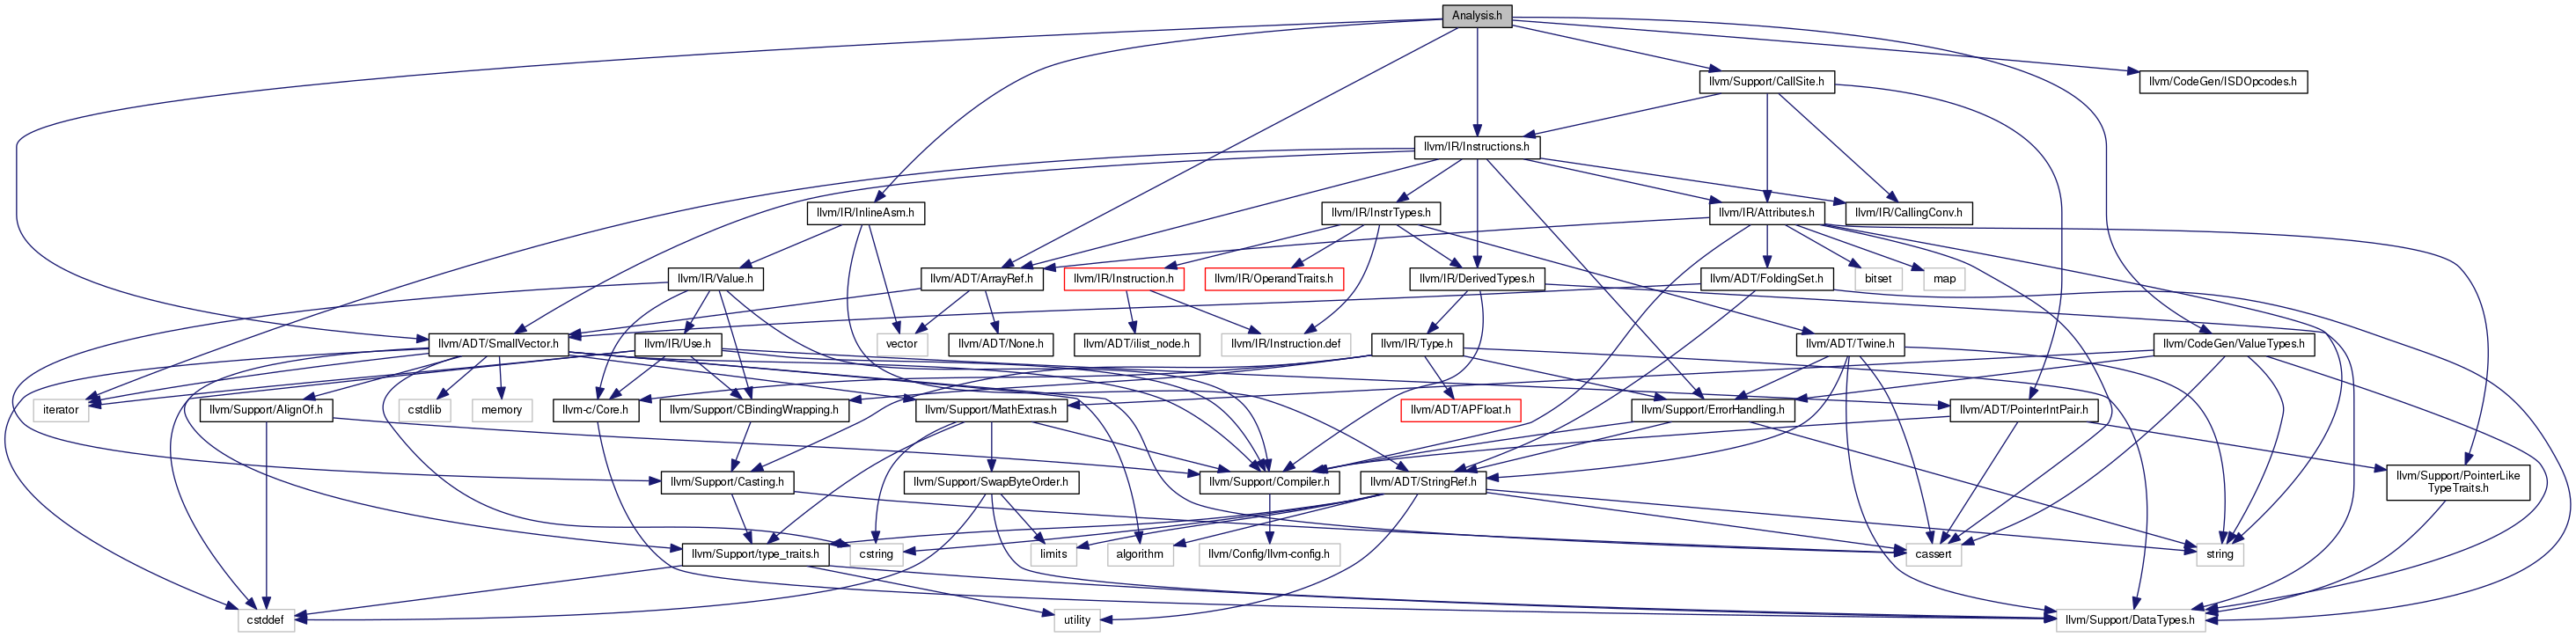 Analysis.h
llvm/Support/CallSite.h
llvm/CodeGen/ISDOpcodes.h
llvm/IR/Instructions.h
llvm/IR/InlineAsm.h
llvm/IR/InstrTypes.h
llvm/IR/Attributes.h
llvm/IR/CallingConv.h
llvm/IR/Value.h
llvm/ADT/ArrayRef.h
llvm/IR/Instruction.h
llvm/IR/OperandTraits.h
llvm/IR/DerivedTypes.h
llvm/ADT/FoldingSet.h
bitset
map
llvm/ADT/SmallVector.h
llvm/IR/Use.h
vector
llvm/ADT/None.h
llvm/ADT/ilist_node.h
llvm/IR/Instruction.def
llvm/IR/Type.h
llvm/ADT/Twine.h
llvm/CodeGen/ValueTypes.h
iterator
llvm/Support/AlignOf.h
cstdlib
memory
llvm-c/Core.h
llvm/Support/CBindingWrapping.h
llvm/Support/MathExtras.h
llvm/ADT/APFloat.h
llvm/Support/ErrorHandling.h
llvm/ADT/PointerIntPair.h
llvm/Support/Casting.h
llvm/Support/SwapByteOrder.h
llvm/Support/Compiler.h
llvm/ADT/StringRef.h
llvm/Support/PointerLike
TypeTraits.h
llvm/Support/type_traits.h
cstring
limits
algorithm
llvm/Config/llvm-config.h
cassert
string
cstddef
utility
llvm/Support/DataTypes.h